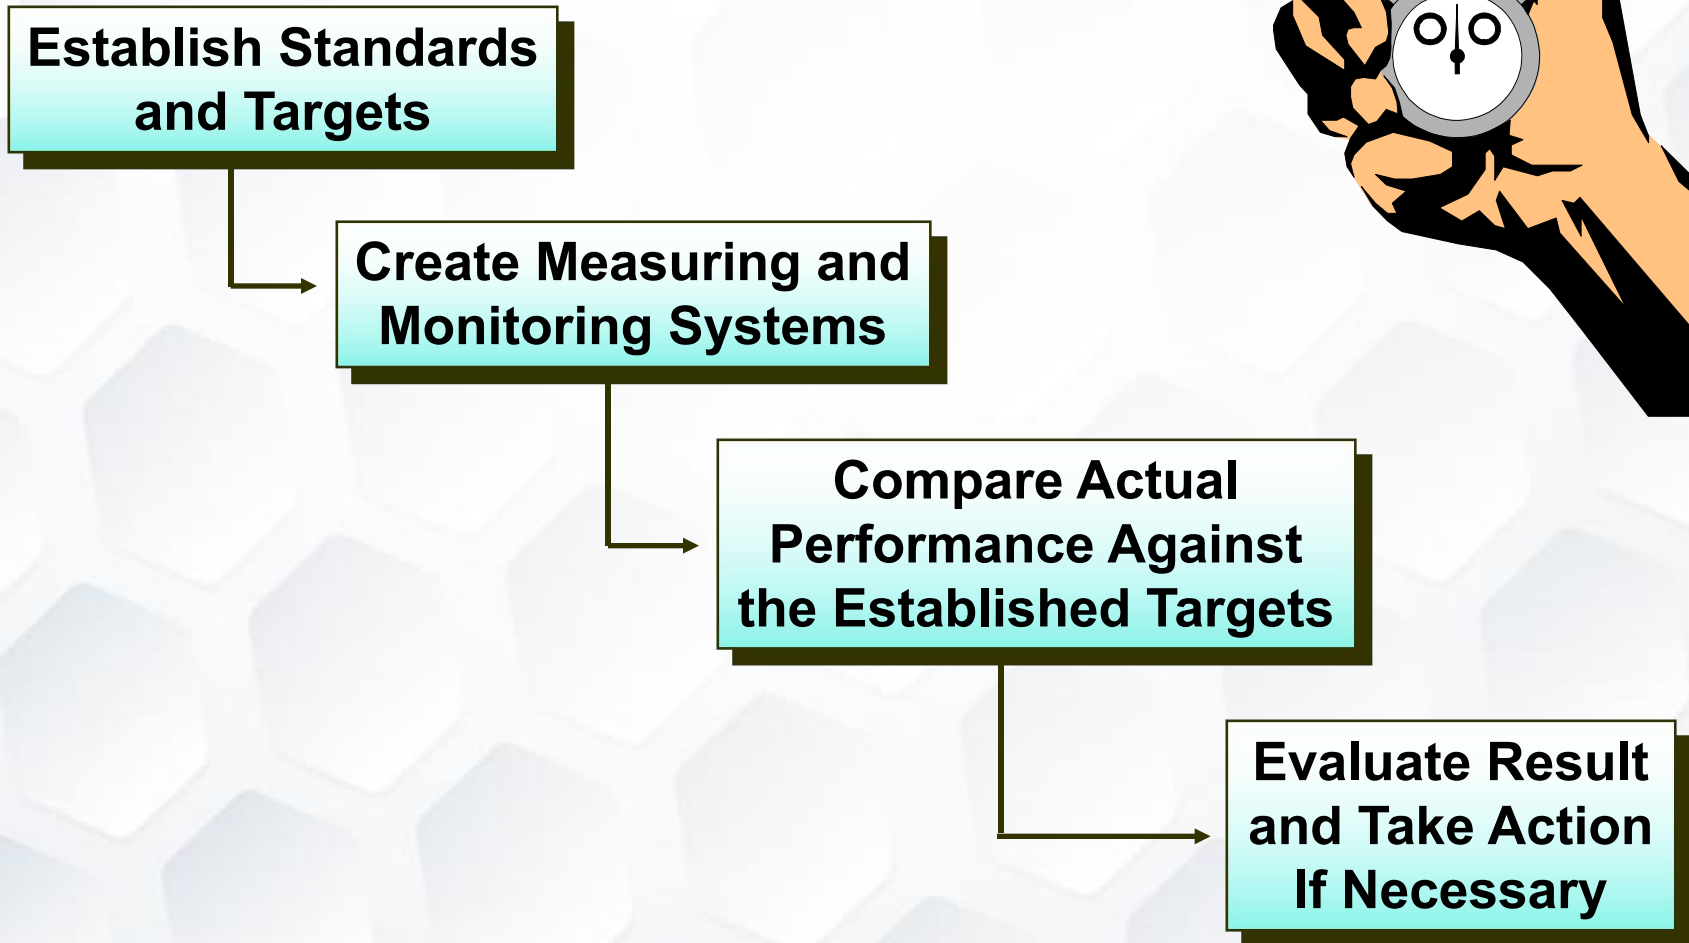 Establish Standards
and Targets
Create Measuring and
Monitoring Systems
Compare Actual
Performance Against
the Established Targets
Evaluate Result
and Take Action
If Necessary